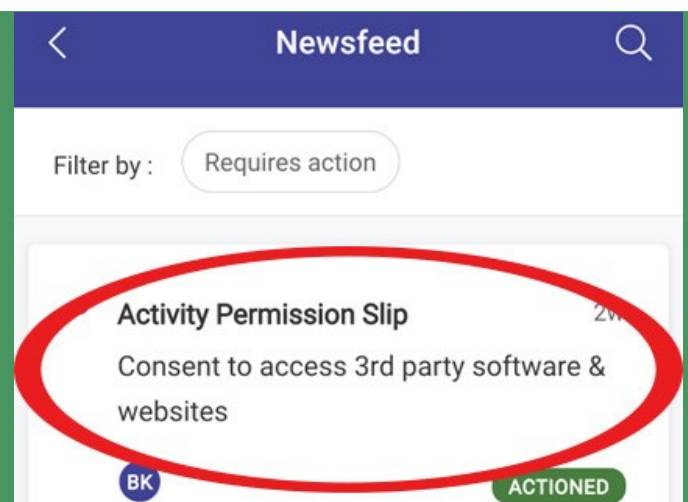 Newsfeed
Filter by : Requires action
Activity Permission Slip
Consent to access 3rd party software &
websites
BK ACTIONED